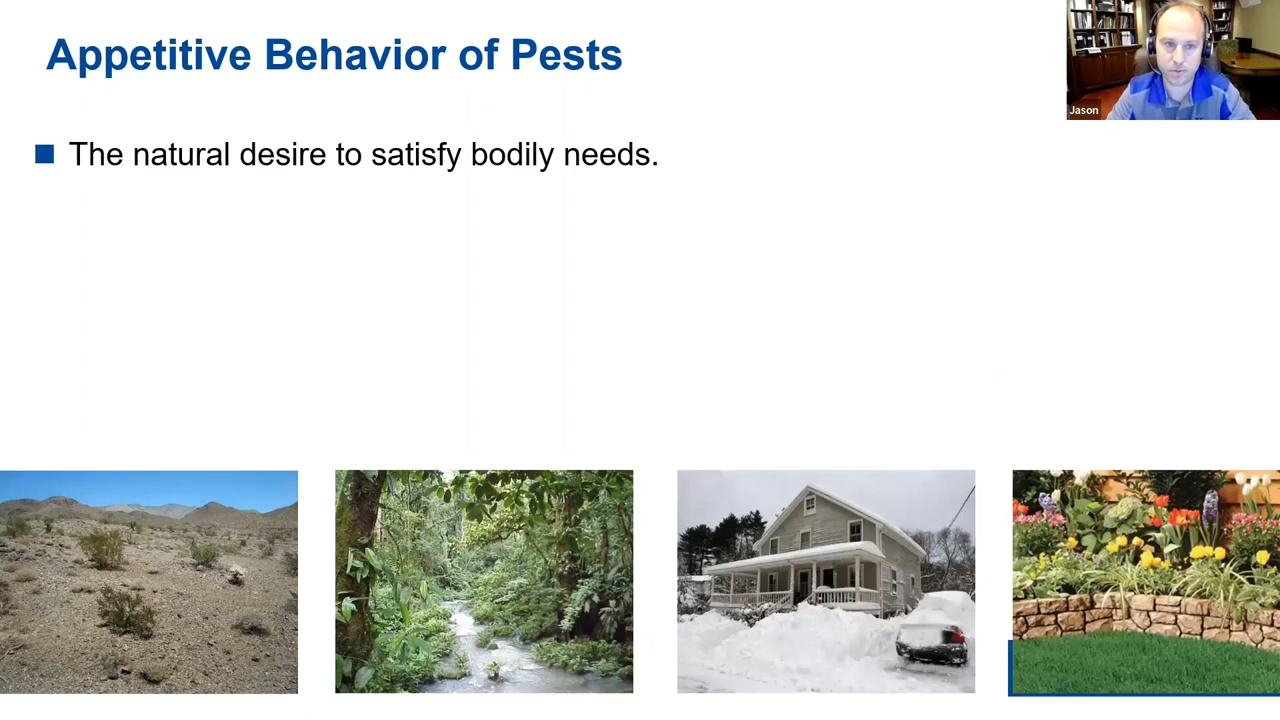 Appetitive Behavior of Pests
Jason
The natural desire to satisfy bodily needs.